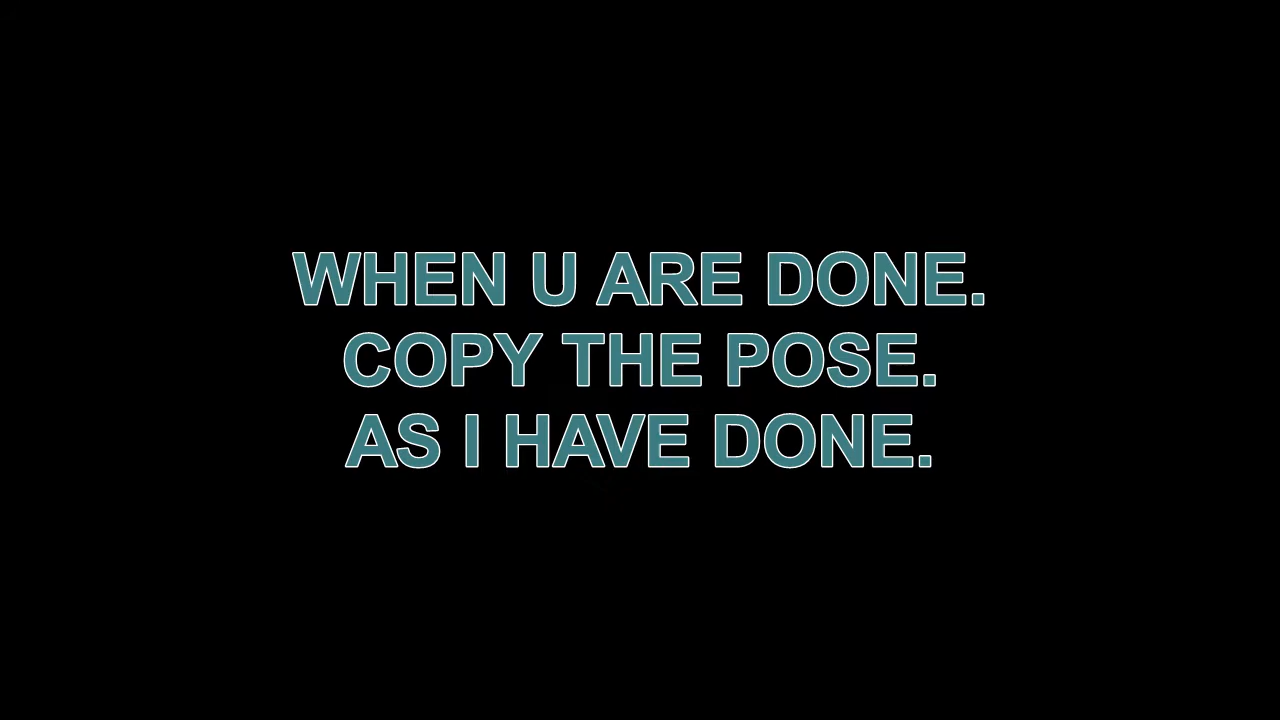 WHEN U ARE DONE.
COPY THE POSE.
AS I HAVE DONE.